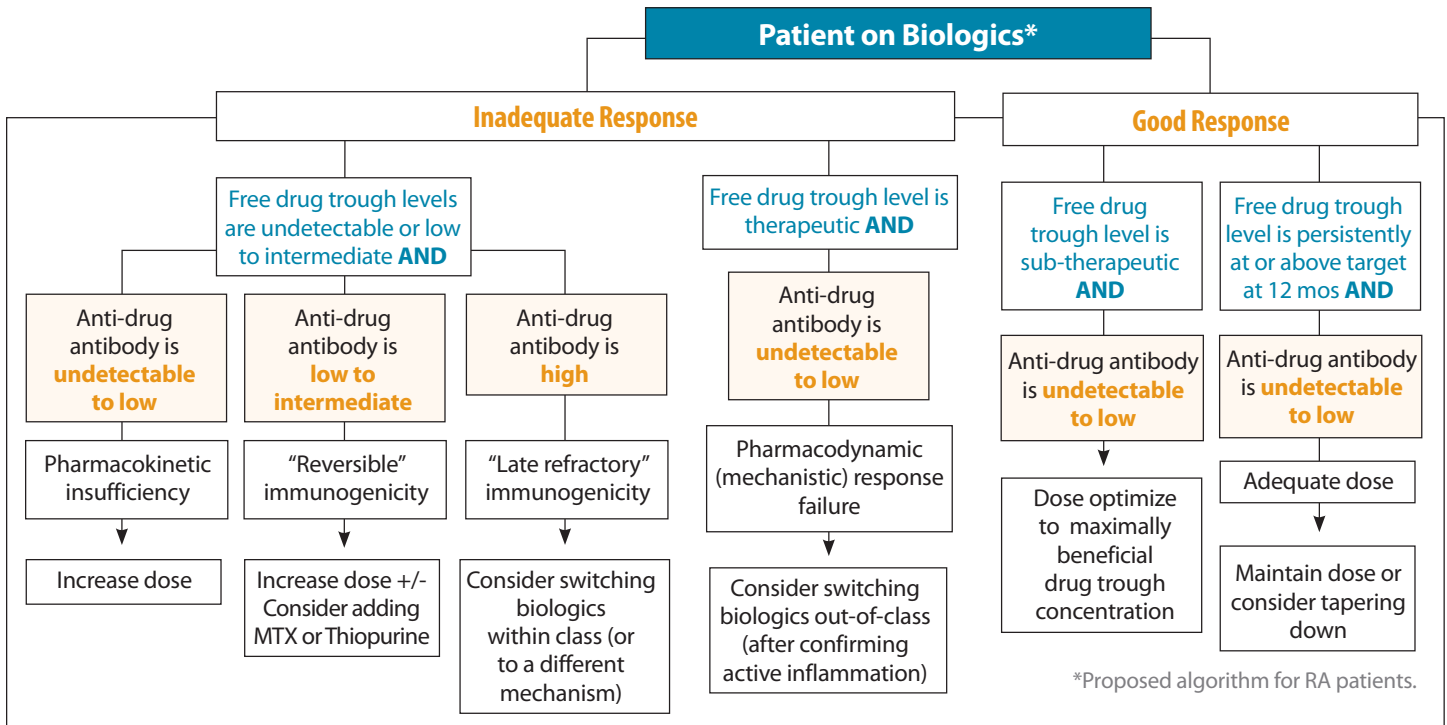 Patient on Biologics*
Inadequate Response
Good Response
Free drug trough levels
are undetectable or low
to intermediate AND
Anti-drug
antibody is
undetectable
to low
Pharmacokinetic
insufficiency
Increase dose
Anti-drug
antibody is
low to
intermediate
“Reversible”
immunogenicity
Increase dose +/-
Consider adding
MTX or Thiopurine
Anti-drug
antibody is
high
“Late refractory”
immunogenicity
Consider switching
biologics
within class (or
to a different
mechanism)
Free drug trough level is
therapeutic AND
Anti-drug
antibody is
undetectable
to low
Pharmacodynamic
(mechanistic) response
failure
Consider switching
biologics out-of-class
(after confirming
active inflammation)
Free drug
trough level is
sub-therapeutic
AND
Anti-drug antibody
is undetectable
to low
Dose optimize
to maximally
beneficial
drug trough
concentration
Free drug trough
level is persistently
at or above target
at 12 mos AND
Anti-drug antibody
is undetectable
to low
Adequate dose
Maintain dose or
consider tapering
down
*Proposed algorithm for RA patients.